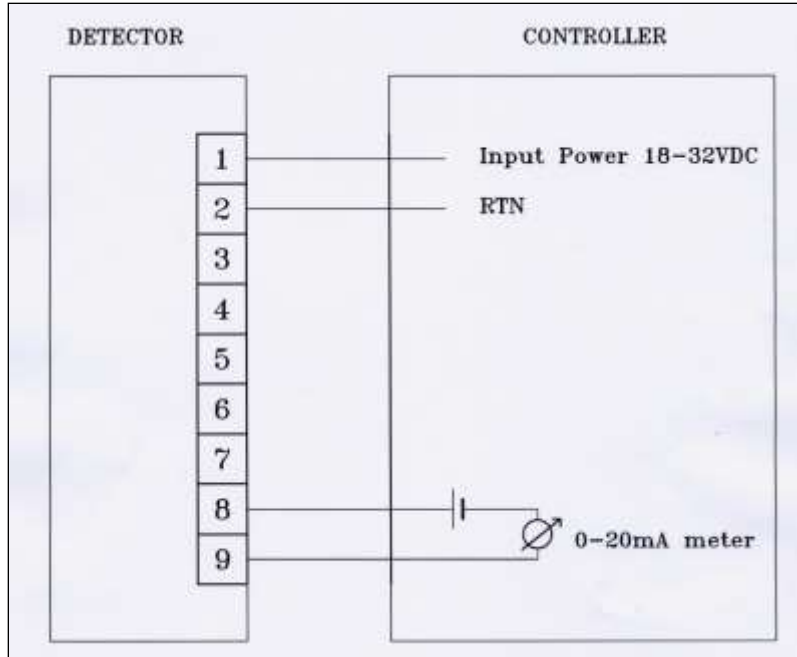 DETECTOR CONTROLLER
1 Input Power 18-32VDC
2 RTN
3
4
5
6
7
8
0-20mA meter
9